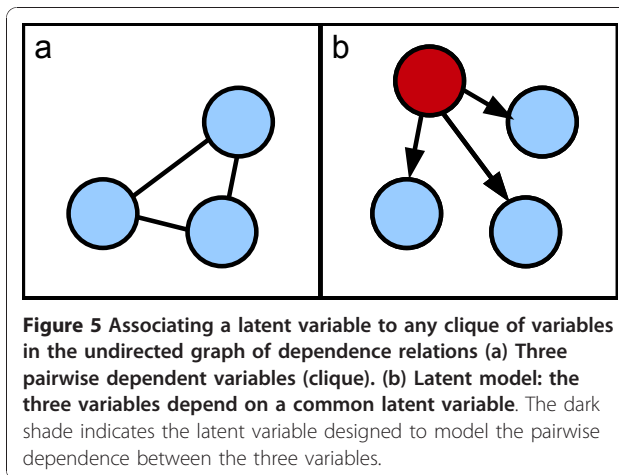 a
b
Figure 5 Associating a latent variable to any clique of variables
in the undirected graph of dependence relations (a) Three
pairwise dependent variables (clique). (b) Latent model: the
three variables depend on a common latent variable. The dark
shade indicates the latent variable designed to model the pairwise
dependence between the three variables.